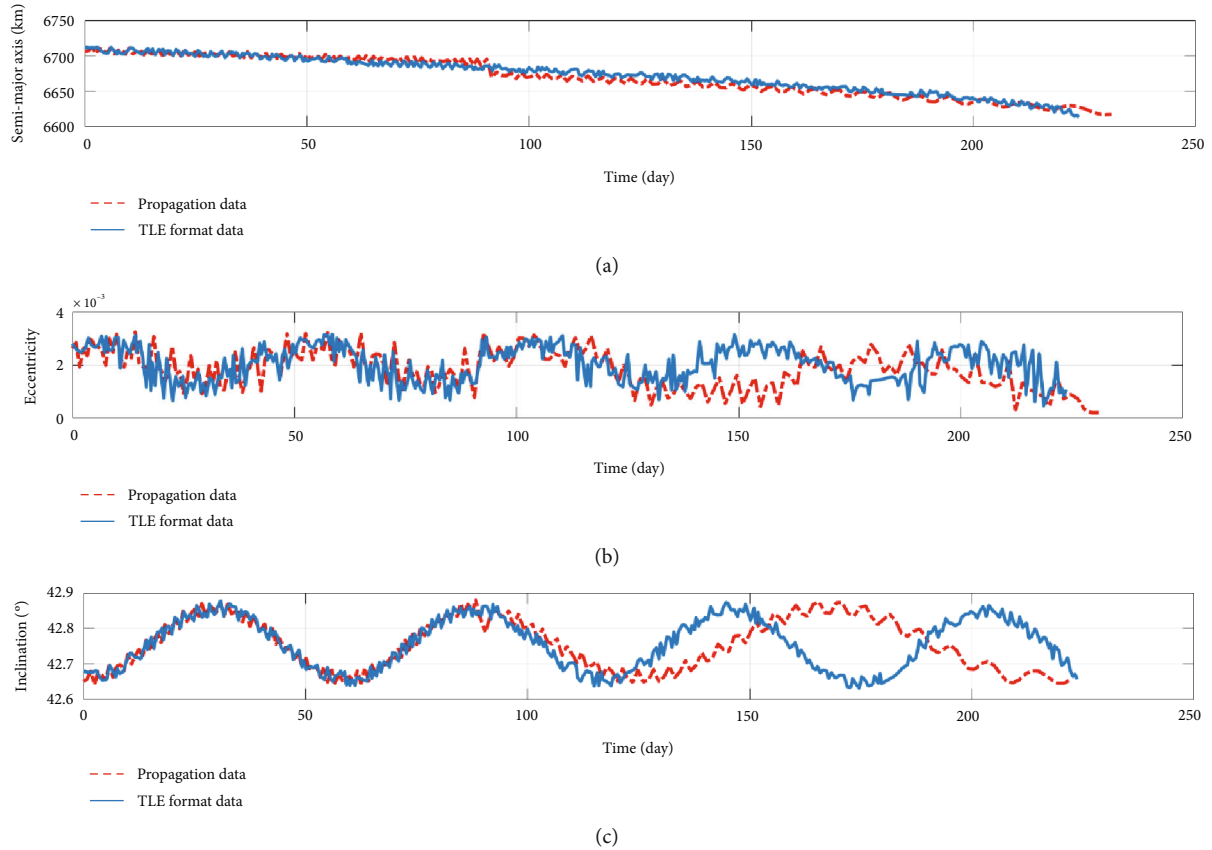 6750
6700
6650
6600
Semi-major axis (km)
0 50 100 150 200 250
Time (day)
Propagation data
TLE format data
(a)
× 10⁻³
4
2
0
Eccentricity
0 50 100 150 200 250
Time (day)
Propagation data
TLE format data
(b)
42.9
42.8
42.7
42.6
Inclination (°)
0 50 100 150 200 250
Time (day)
Propagation data
TLE format data
(c)